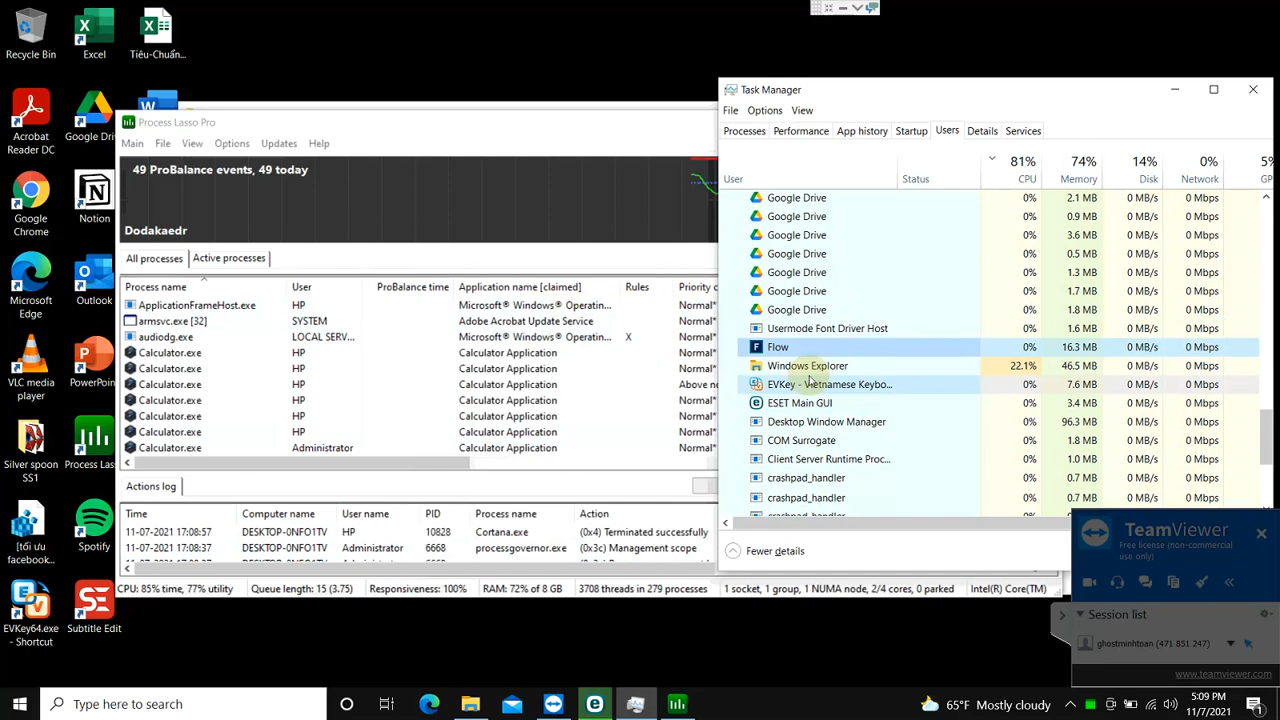 Recycle Bin
Excel
Tiêu-Chuẩn...
Acrobat
Reader DC
Google Dri
Google
Chrome
Notion
Microsoft
Edge
Outlook
VLC media
player
PowerPoin
Silver spoon
SS1
Process Las
[tối ưu
facebook...
Spotify
EVKey64.exe
- Shortcut
Subtitle Edit
Process Lasso Pro
Main File View Options Updates Help
49 ProBalance events, 49 today
Dodakaedr
All processes Active processes
Process name User ProBalance time Application name [claimed] Rules Priority c
ApplicationFrameHost.exe HP Microsoft® Windows® Operatin... Normal*
armsvc.exe [32] SYSTEM Adobe Acrobat Update Service Normal*
audiodg.exe LOCAL SERV... Microsoft® Windows® Operatin... X Normal*
Calculator.exe HP Calculator Application Normal*
Calculator.exe HP Calculator Application Normal*
Calculator.exe HP Calculator Application Above no
Calculator.exe HP Calculator Application Normal*
Calculator.exe HP Calculator Application Normal*
Calculator.exe Administrator Calculator Application Normal*
Actions log
Time Computer name User name PID Process name Action
11-07-2021 17:08:57 DESKTOP-0NFO1TV HP 10828 Cortana.exe (0x4) Terminated successfully
11-07-2021 17:08:37 DESKTOP-0NFO1TV Administrator 6668 processgovernor.exe (0x3c) Management scope
CPU: 85% time, 77% utility Queue length: 15 (3.75) Responsiveness: 100% RAM: 72% of 8 GB 3708 threads in 279 processes 1 socket, 1 group, 1 NUMA node, 2/4 cores, 0 parked Intel(R) Core(TM)
Task Manager
File Options View
Processes Performance App history Startup Users Details Services
81% 74% 14% 0% 5%
User Status CPU Memory Disk Network GP
Google Drive 0% 2.1 MB 0 MB/s 0 Mbps
Google Drive 0% 0.9 MB 0 MB/s 0 Mbps
Google Drive 0% 3.6 MB 0 MB/s 0 Mbps
Google Drive 0% 0.5 MB 0 MB/s 0 Mbps
Google Drive 0% 1.3 MB 0 MB/s 0 Mbps
Google Drive 0% 1.7 MB 0 MB/s 0 Mbps
Google Drive 0% 1.8 MB 0 MB/s 0 Mbps
Usermode Font Driver Host 0% 1.6 MB 0 MB/s 0 Mbps
Flow 0% 16.3 MB 0 MB/s 0 Mbps
Windows Explorer 22.1% 46.5 MB 0 MB/s 0 Mbps
EVKey - Vietnamese Keybo... 0% 7.6 MB 0 MB/s 0 Mbps
ESET Main GUI 0% 3.4 MB 0 MB/s 0 Mbps
Desktop Window Manager 0% 96.3 MB 0 MB/s 0 Mbps
COM Surrogate 0% 1.8 MB 0 MB/s 0 Mbps
Client Server Runtime Proc... 0% 1.0 MB 0 MB/s 0 Mbps
crashpad_handler 0% 0.7 MB 0 MB/s 0 Mbps
crashpad_handler 0% 0.7 MB 0 MB/s 0 Mbps
Fewer details
TeamViewer
Free license (non-commercial
use only)
Session list
ghostminhtoan (471 851 247)
www.teamviewer.com
Type here to search
65°F Mostly cloudy
5:09 PM
11/7/2021
1